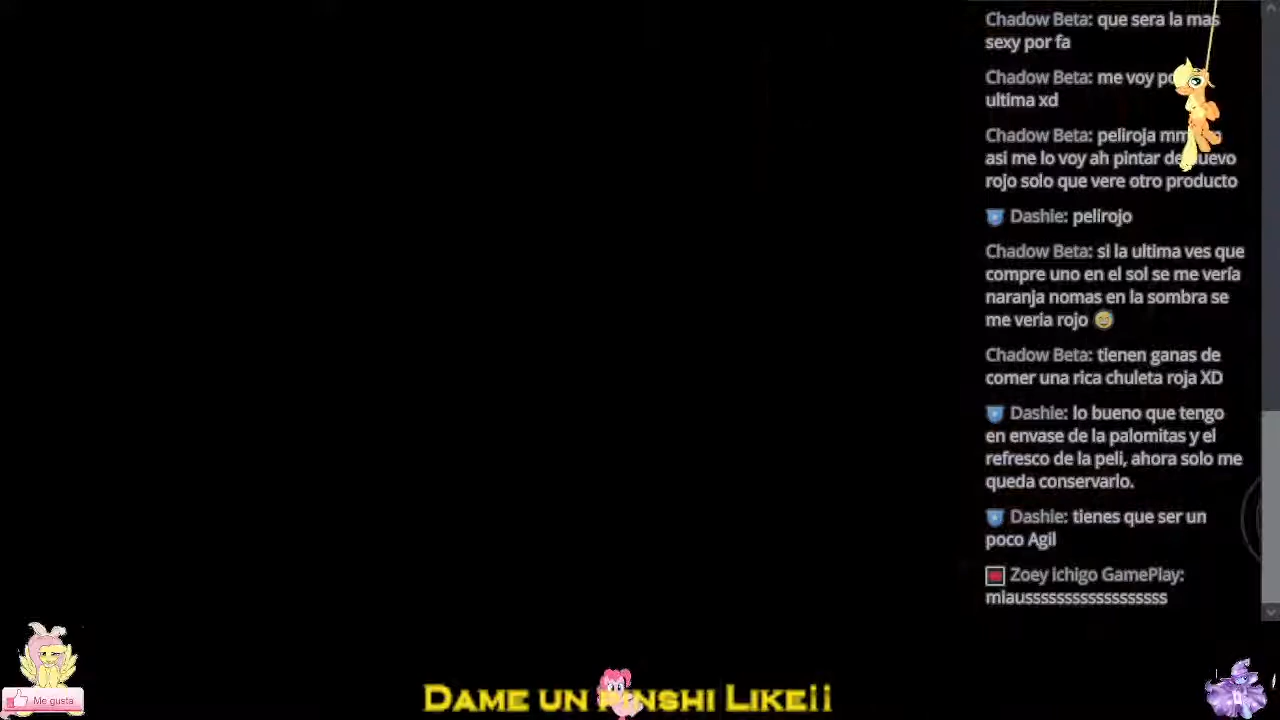 Chadow Beta: que sera la mas
sexy por fa
Chadow Beta: me voy
ultima xd
Chadow Beta: peliroja
asi me lo voy ah pintar
rojo solo que vere otro producto
Dashie: pelirojo
Chadow Beta: si la ultima ves que
compre uno en el sol se me vería
naranja nomas en la sombra se
me veria rojo
Chadow Beta: tienen ganas de
comer una rica chuleta roja XD
Dashie: lo bueno que tengo
en envase de la palomitas y el
refresco de la peli, ahora solo me
queda conservarlo.
Dashie: tienes que ser un
poco Agil
Zoey ichigo GamePlay:
miaussssssssssssssssss
Me gusta
DAME UN PINSHI LIKE¡¡